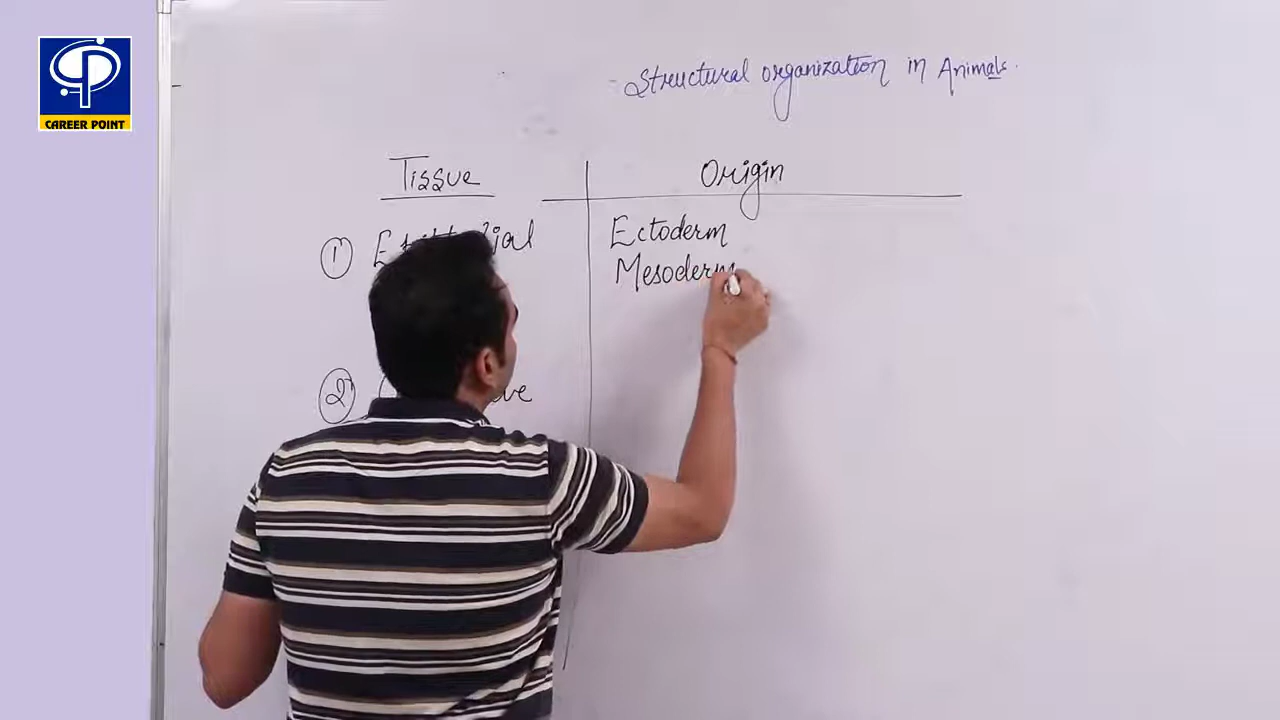 CAREER POINT
Structural organization in Animals.
Tissue Origin
1 Ectoderm
Mesoderm
2